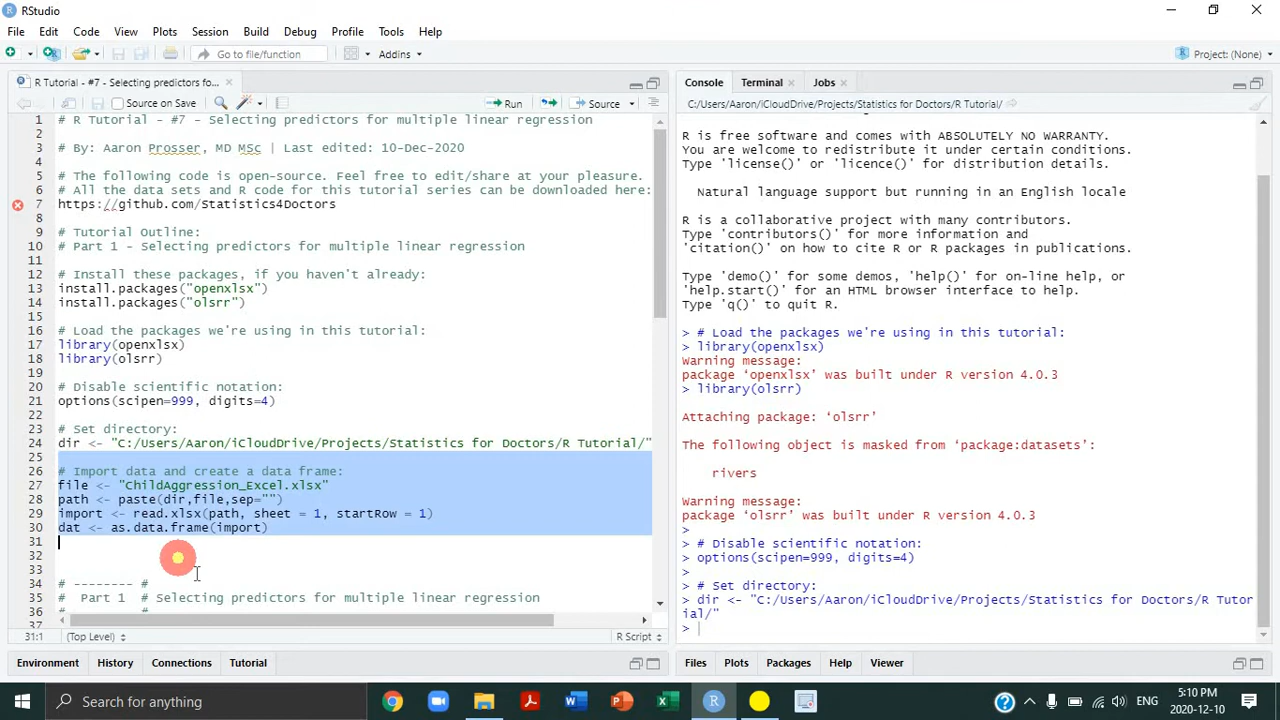 RStudio
File Edit Code View Plots Session Build Debug Profile Tools Help
Go to file/function Addins Project: (None)
R Tutorial - #7 - Selecting predictors fo...
Source on Save Run Source
1 # R Tutorial - #7 - Selecting predictors for multiple linear regression
2
3 # By: Aaron Prosser, MD MSc | Last edited: 10-Dec-2020
4
5 # The following code is open-source. Feel free to edit/share at your pleasure.
6 # All the data sets and R code for this tutorial series can be downloaded here:
7 https://github.com/Statistics4Doctors
8
9 # Tutorial Outline:
10 # Part 1 - Selecting predictors for multiple linear regression
11
12 # Install these packages, if you haven't already:
13 install.packages("openxlsx")
14 install.packages("olsrr")
15
16 # Load the packages we're using in this tutorial:
17 library(openxlsx)
18 library(olsrr)
19
20 # Disable scientific notation:
21 options(scipen=999, digits=4)
22
23 # Set directory:
24 dir <- "C:/Users/Aaron/iCloudDrive/Projects/Statistics for Doctors/R Tutorial/"
25
26 # Import data and create a data frame:
27 file <- "ChildAggression_Excel.xlsx"
28 path <- paste(dir,file,sep="")
29 import <- read.xlsx(path, sheet = 1, startRow = 1)
30 dat <- as.data.frame(import)
31
32
33
34 # -------- #
35 # Part 1 # Selecting predictors for multiple linear regression
36 # #
37
31:1 (Top Level) R Script
Environment History Connections Tutorial
Console Terminal Jobs
C:/Users/Aaron/iCloudDrive/Projects/Statistics for Doctors/R Tutorial/
R is free software and comes with ABSOLUTELY NO WARRANTY.
You are welcome to redistribute it under certain conditions.
Type 'license()' or 'licence()' for distribution details.
Natural language support but running in an English locale
R is a collaborative project with many contributors.
Type 'contributors()' for more information and
'citation()' on how to cite R or R packages in publications.
Type 'demo()' for some demos, 'help()' for on-line help, or
'help.start()' for an HTML browser interface to help.
Type 'q()' to quit R.
> # Load the packages we're using in this tutorial:
> library(openxlsx)
Warning message:
package ‘openxlsx’ was built under R version 4.0.3
> library(olsrr)
Attaching package: ‘olsrr’
The following object is masked from ‘package:datasets’:
rivers
Warning message:
package ‘olsrr’ was built under R version 4.0.3
>
> # Disable scientific notation:
> options(scipen=999, digits=4)
>
> # Set directory:
> dir <- "C:/Users/Aaron/iCloudDrive/Projects/Statistics for Doctors/R Tutor
ial/"
>
Files Plots Packages Help Viewer
Search for anything
ENG
5:10 PM
2020-12-10